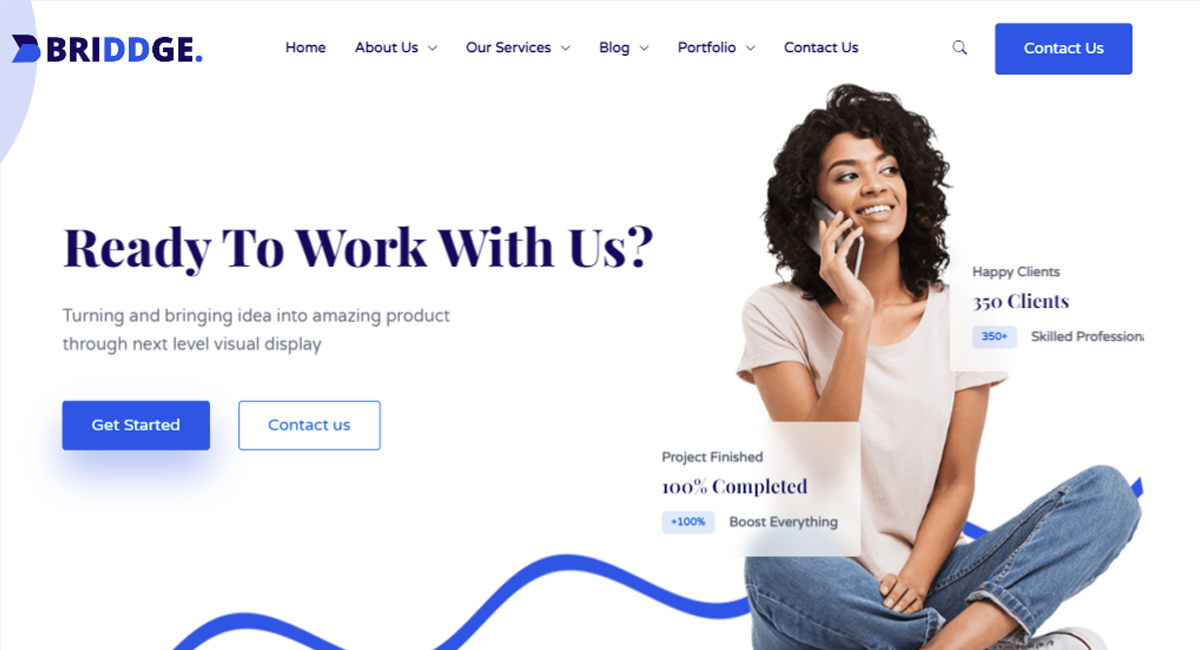 BRIDDGE.
Home About Us Our Services Blog Portfolio Contact Us
Contact Us
Ready To Work With Us?
Turning and bringing idea into amazing product
through next level visual display
Get Started Contact us
Happy Clients
350 Clients
350+ Skilled Professiona
Project Finished
100% Completed
+100% Boost Everything